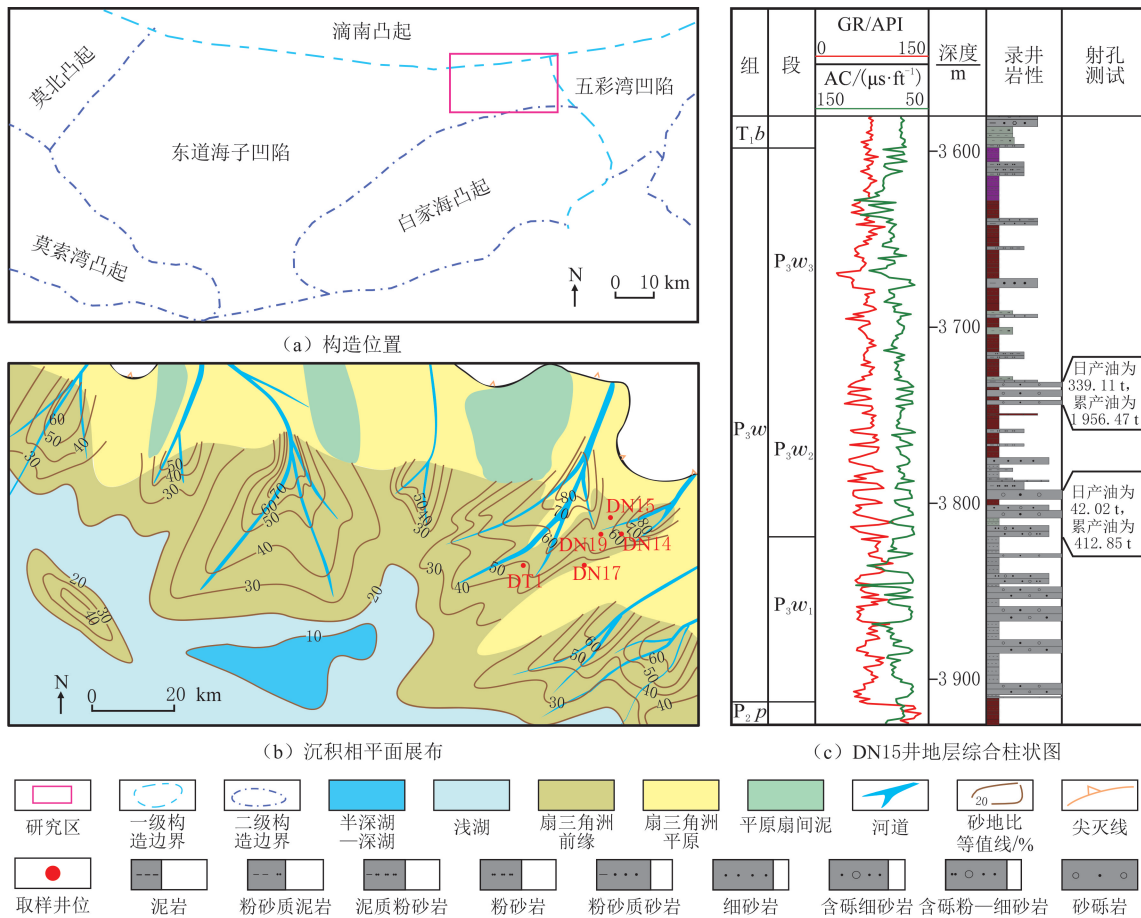 滴南凸起
莫北凸起
五彩湾凹陷
东道海子凹陷
白家海凸起
莫索湾凸起
N
0 10 km
(a) 构造位置
60
50
40
30
50
40
30
70
60
50
40
30
50
40
30
80
70
60
50
40
30
DN15
80
60
DN19
DN14
DT1
DN17
20
30
40
20
10
50
60
50
40
30
40
N
0 20 km
(b) 沉积相平面展布
组
段
GR/API
0 150
AC/(μs·ft⁻¹)
150 50
深度
m
录井
岩性
射孔
测试
T₁b
P₃w
P₂p
P₃w₃
P₃w₂
P₃w₁
3 600
3 700
3 800
3 900
日产油为
339.11 t,
累产油为
1 956.47 t
日产油为
42.02 t,
累产油为
412.85 t
(c) DN15井地层综合柱状图
研究区
一级构
造边界
二级构
造边界
半深湖
—深湖
浅湖
扇三角洲
前缘
扇三角洲
平原
平原扇间泥
河道
20
砂地比
等值线/%
尖灭线
取样井位
泥岩
粉砂质泥岩
泥质粉砂岩
粉砂岩
粉砂质砂岩
细砂岩
含砾细砂岩
含砾粉—细砂岩
砂砾岩